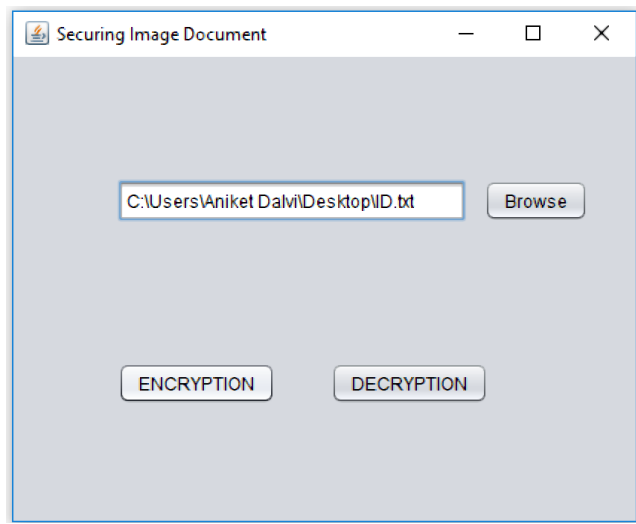 Securing Image Document
C:\Users\Aniket Dalvi\Desktop\ID.txt Browse
ENCRYPTION DECRYPTION